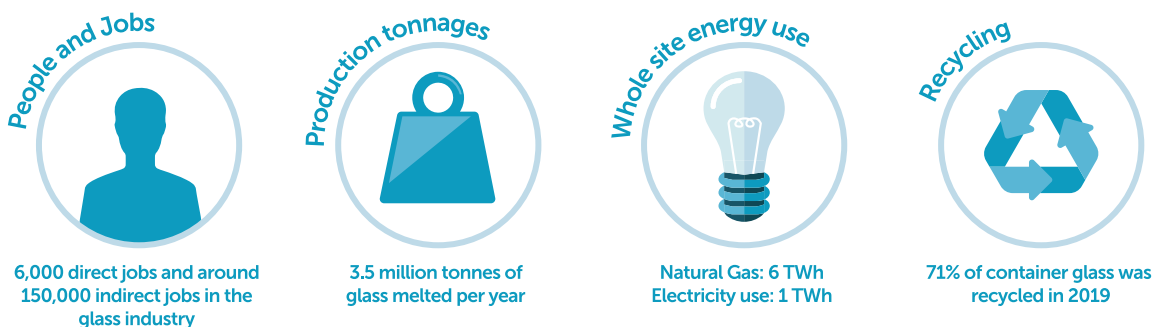 People and Jobs
6,000 direct jobs and around
150,000 indirect jobs in the
glass industry
Production tonnages
3.5 million tonnes of
glass melted per year
Whole site energy use
Natural Gas: 6 TWh
Electricity use: 1 TWh
Recycling
71% of container glass was
recycled in 2019